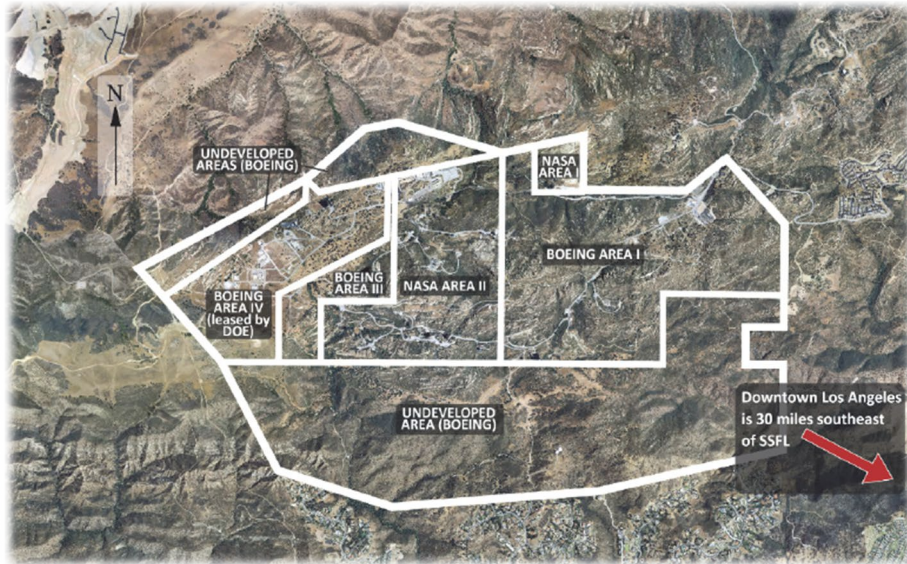 N
UNDEVELOPED
AREAS (BOEING)
NASA
AREA I
BOEING AREA I
BOEING
AREA III
NASA AREA II
BOEING
AREA IV
(leased by
DOE)
UNDEVELOPED
AREA (BOEING)
Downtown Los Angeles
is 30 miles southeast
of SSFL